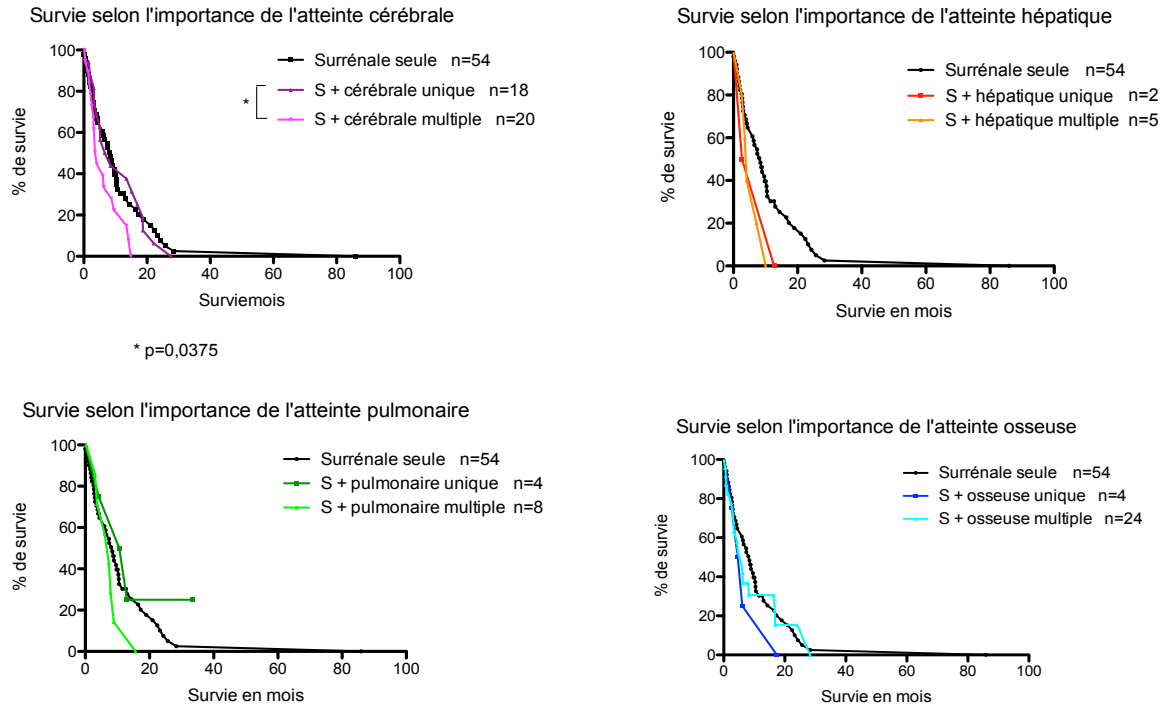 Survie selon l'importance de l'atteinte cérébrale
100
80
60
40
20
0
% de survie
0 20 40 60 80 100
Surviemois
Surrénale seule n=54
S + cérébrale unique n=18
S + cérébrale multiple n=20
*
* p=0,0375
Survie selon l'importance de l'atteinte hépatique
100
80
60
40
20
0
% de survie
0 20 40 60 80 100
Survie en mois
Surrénale seule n=54
S + hépatique unique n=2
S + hépatique multiple n=5
Survie selon l'importance de l'atteinte pulmonaire
100
80
60
40
20
0
% de survie
0 20 40 60 80 100
Survie en mois
Surrénale seule n=54
S + pulmonaire unique n=4
S + pulmonaire multiple n=8
Survie selon l'importance de l'atteinte osseuse
100
80
60
40
20
0
% de survie
0 20 40 60 80 100
Survie en mois
Surrénale seule n=54
S + osseuse unique n=4
S + osseuse multiple n=24